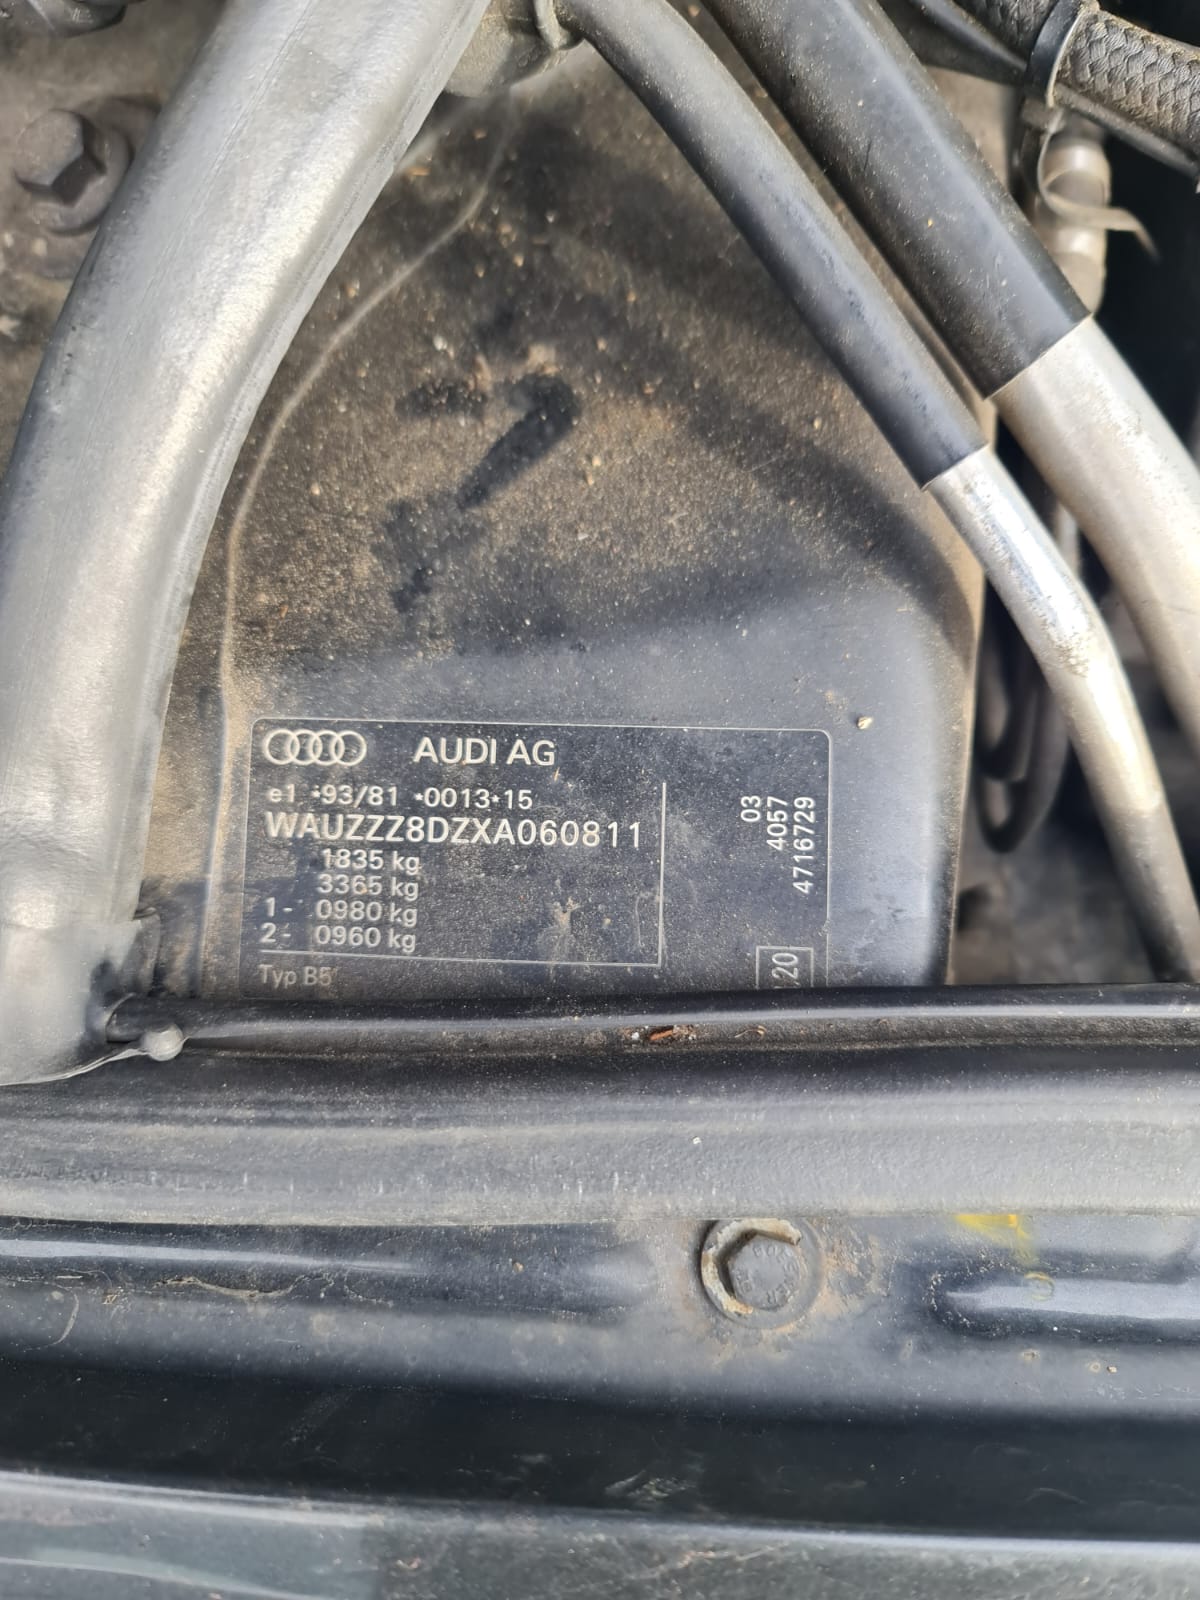 AUDI AG
e1 *93/81 *0013*15
WAUZZZ8DZXA060811
1835 kg
3365 kg
1- 0980 kg
2- 0960 kg
Typ B5
03
4057
4716729